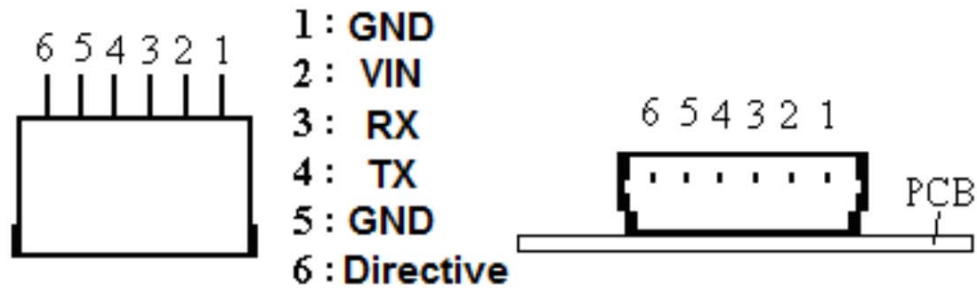 6 5 4 3 2 1
1 : GND
2 : VIN
3 : RX
4 : TX
5 : GND
6 : Directive
6 5 4 3 2 1
PCB